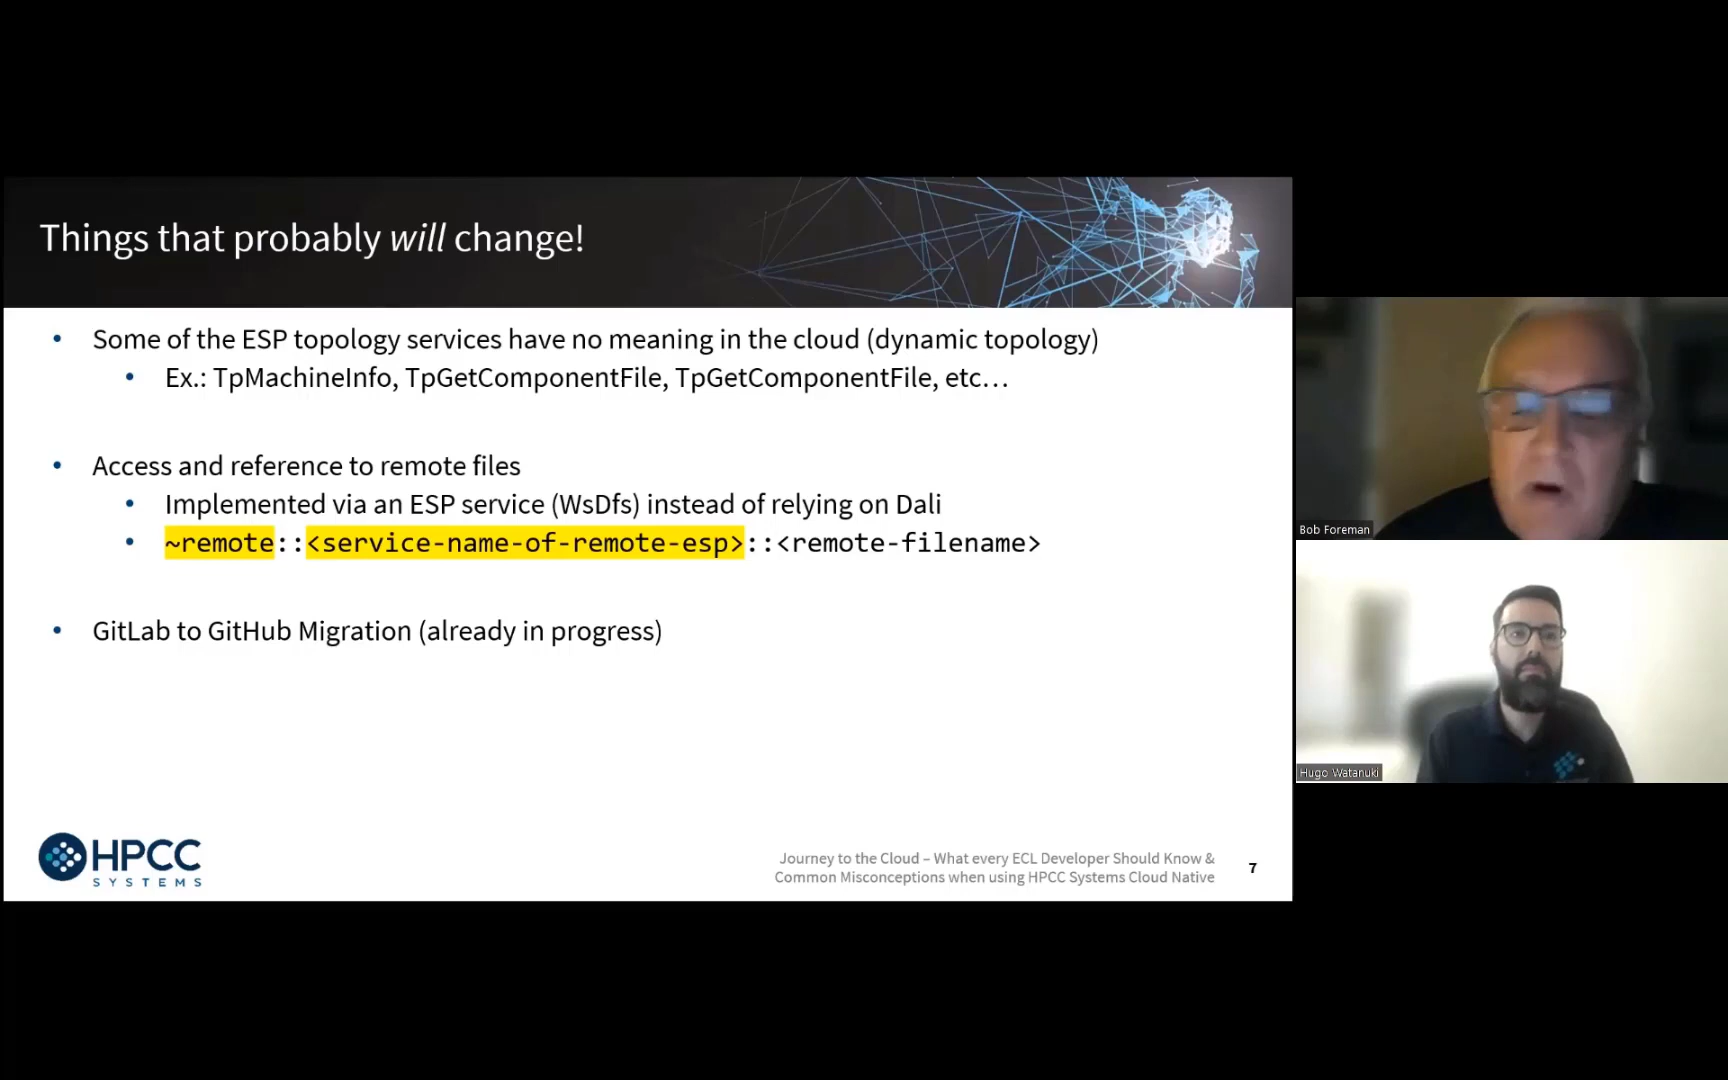 Things that probably will change!
• Some of the ESP topology services have no meaning in the cloud (dynamic topology)
• Ex.: TpMachineInfo, TpGetComponentFile, TpGetComponentFile, etc…
• Access and reference to remote files
• Implemented via an ESP service (WsDfs) instead of relying on Dali
• ~remote::<service-name-of-remote-esp>::<remote-filename>
• GitLab to GitHub Migration (already in progress)
HPCC
SYSTEMS
Journey to the Cloud – What every ECL Developer Should Know &
Common Misconceptions when using HPCC Systems Cloud Native
7
Bob Foreman
Hugo Watanuki